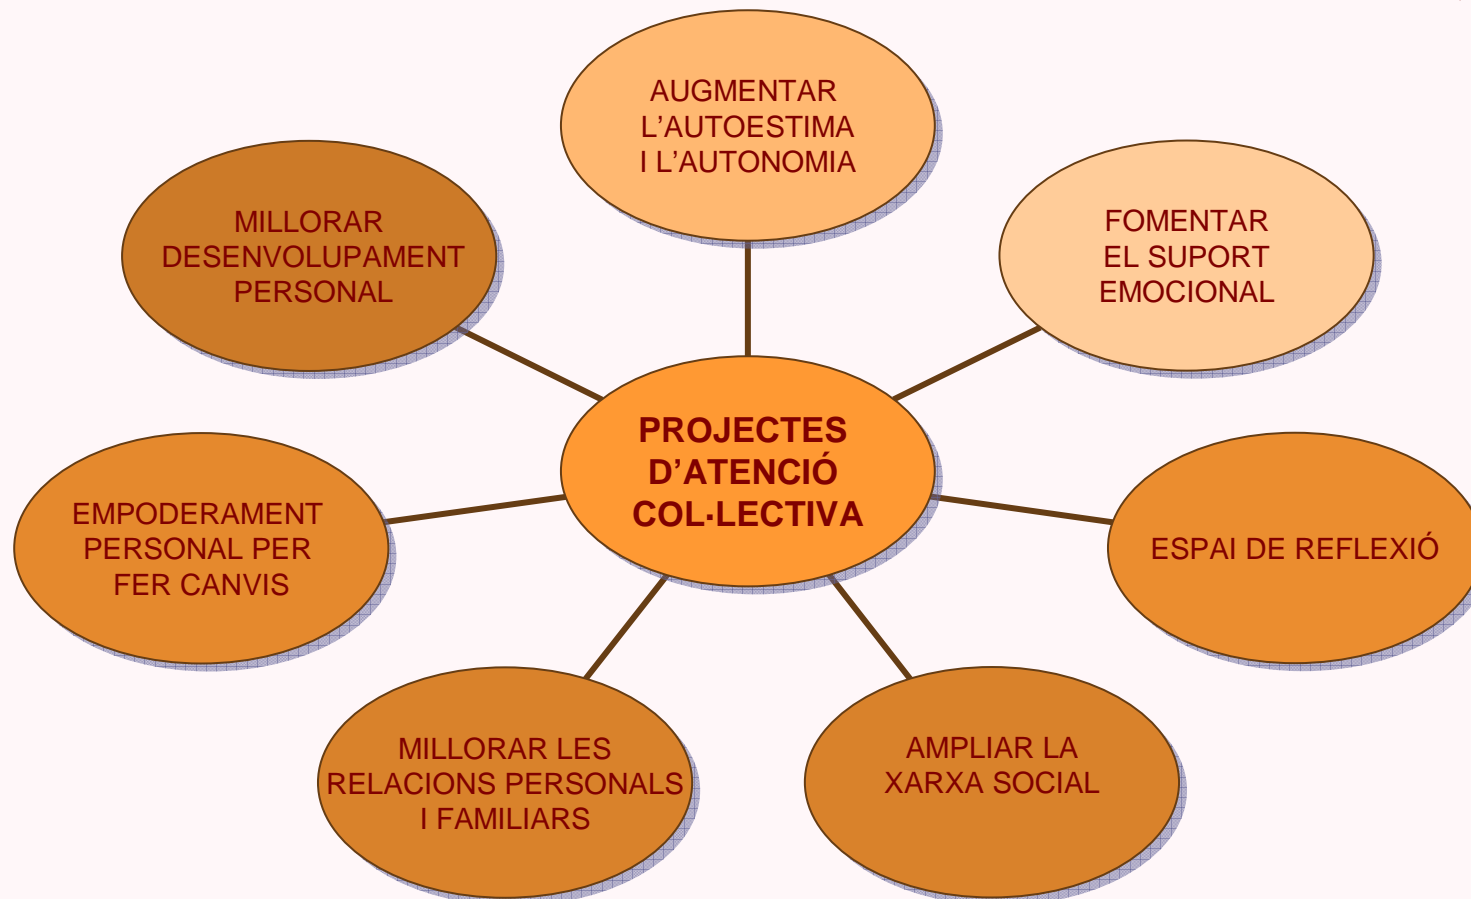 AUGMENTAR
L'AUTOESTIMA
I L'AUTONOMIA
FOMENTAR
EL SUPORT
EMOCIONAL
ESPAI DE REFLEXIÓ
AMPLIAR LA
XARXA SOCIAL
MILLORAR LES
RELACIONS PERSONALS
I FAMILIARS
EMPODERAMENT
PERSONAL PER
FER CANVIS
MILLORAR
DESENVOLUPAMENT
PERSONAL
PROJECTES
D'ATENCIÓ
COL·LECTIVA